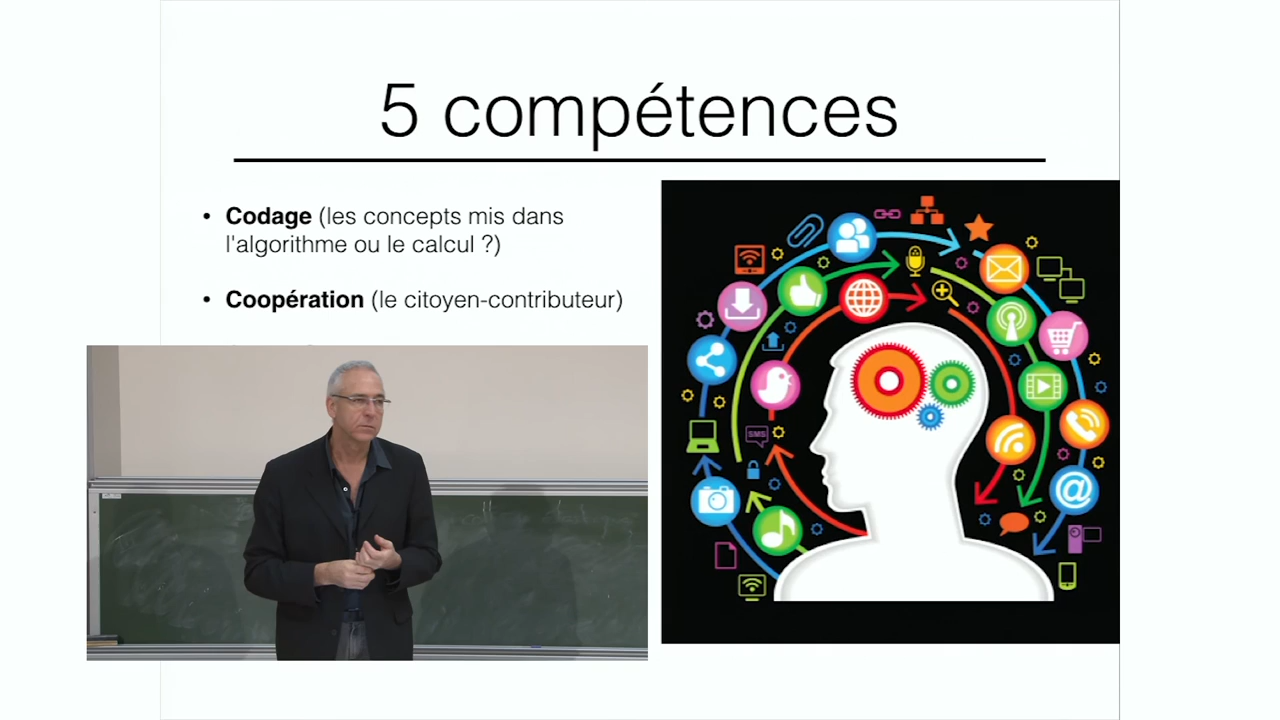 5 compétences
• Codage (les concepts mis dans
l'algorithme ou le calcul ?)
• Coopération (le citoyen-contributeur)
SMS
@